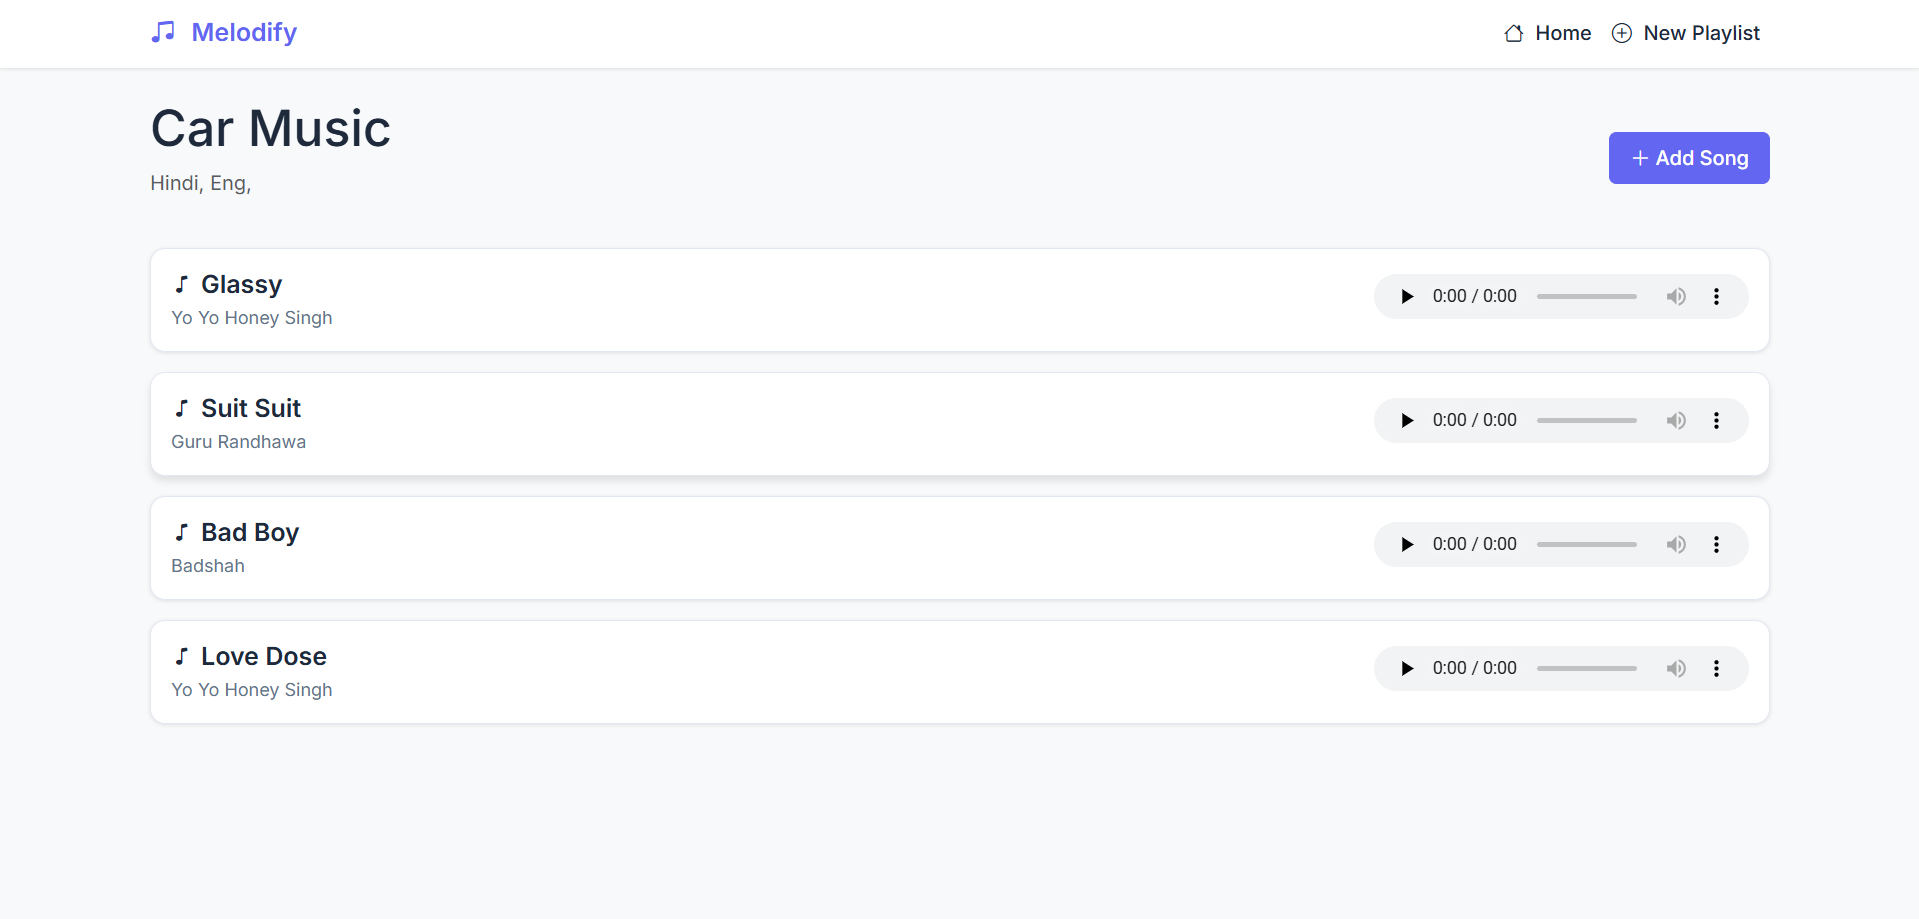 Melodify
Home
New Playlist
Car Music
Hindi, Eng,
Add Song
Glassy
Yo Yo Honey Singh
0:00 / 0:00
Suit Suit
Guru Randhawa
0:00 / 0:00
Bad Boy
Badshah
0:00 / 0:00
Love Dose
Yo Yo Honey Singh
0:00 / 0:00